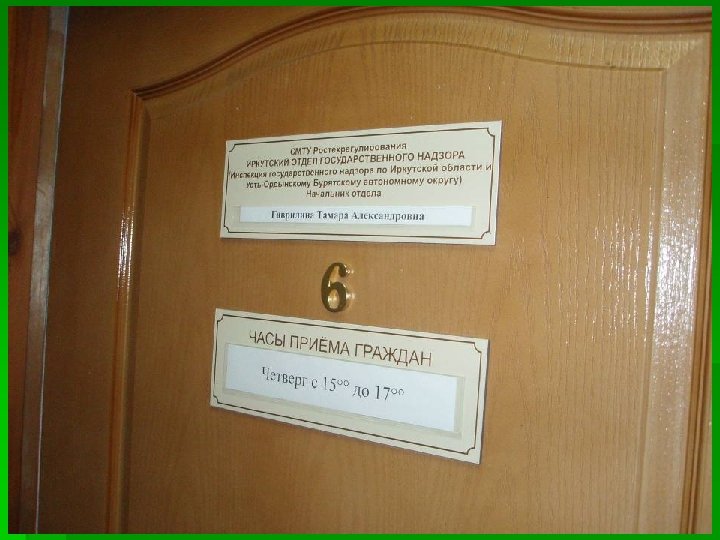 СМТУ Ростехрегулирования
ИРКУТСКИЙ ОТДЕЛ ГОСУДАРСТВЕННОГО НАДЗОРА
(Инспекция государственного надзора по Иркутской области и
Усть-Ордынскому Бурятскому автономному округу)
Начальник отдела
Гаврилива Тамара Александровна
6
ЧАСЫ ПРИЁМА ГРАЖДАН
Четверг с 15⁰⁰ до 17⁰⁰